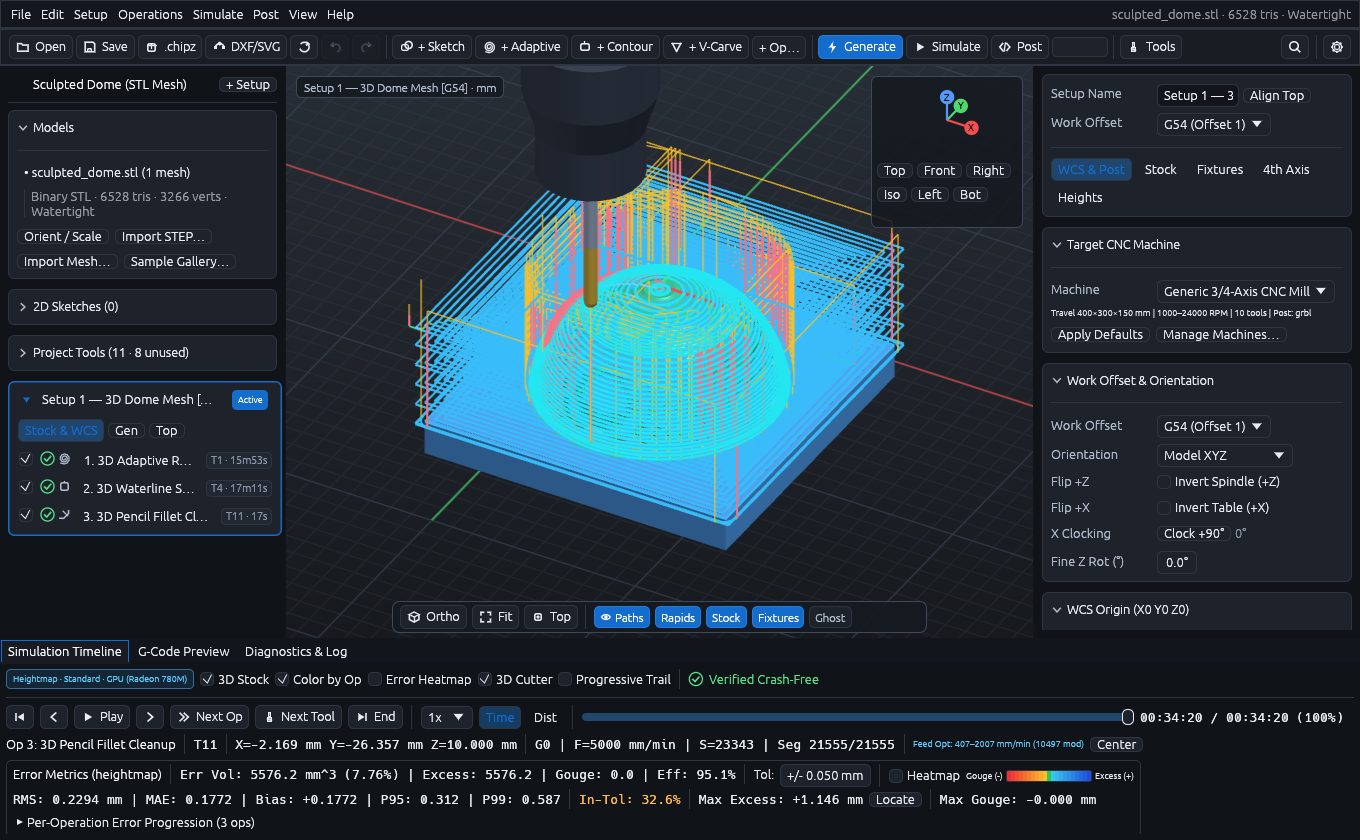 File Edit Setup Operations Simulate Post View Help
sculpted_dome.stl · 6528 tris · Watertight
Open Save .chipz DXF/SVG + Sketch + Adaptive + Contour + V-Carve + Op… Generate Simulate Post Tools
Sculpted Dome (STL Mesh) + Setup
Models
• sculpted_dome.stl (1 mesh)
Binary STL · 6528 tris · 3266 verts ·
Watertight
Orient / Scale Import STEP…
Import Mesh… Sample Gallery…
2D Sketches (0)
Project Tools (11 · 8 unused)
Setup 1 — 3D Dome Mesh [… Active
Stock & WCS Gen Top
1. 3D Adaptive R… T1 · 15m53s
2. 3D Waterline S… T4 · 17m11s
3. 3D Pencil Fillet Cl… T11 · 17s
Setup 1 — 3D Dome Mesh [G54] · mm
Z
Y
X
Top Front Right
Iso Left Bot
Ortho Fit Top Paths Rapids Stock Fixtures Ghost
Setup Name Setup 1 — 3 Align Top
Work Offset G54 (Offset 1)
WCS & Post Stock Fixtures 4th Axis
Heights
Target CNC Machine
Machine Generic 3/4-Axis CNC Mill
Travel 400×300×150 mm | 1000–24000 RPM | 10 tools | Post: grbl
Apply Defaults Manage Machines…
Work Offset & Orientation
Work Offset G54 (Offset 1)
Orientation Model XYZ
Flip +Z Invert Spindle (+Z)
Flip +X Invert Table (+X)
X Clocking Clock +90° 0°
Fine Z Rot (°) 0.0°
WCS Origin (X0 Y0 Z0)
Simulation Timeline G-Code Preview Diagnostics & Log
Heightmap · Standard · GPU (Radeon 780M) 3D Stock Color by Op Error Heatmap 3D Cutter Progressive Trail Verified Crash-Free
Play Next Op Next Tool End 1x Time Dist 00:34:20 / 00:34:20 (100%)
Op 3: 3D Pencil Fillet Cleanup T11 X=-2.169 mm Y=-26.357 mm Z=10.000 mm G0 | F=5000 mm/min | S=23343 | Seg 21555/21555 Feed Opt: 407–2007 mm/min (10497 mod) Center
Error Metrics (heightmap) Err Vol: 5576.2 mm^3 (7.76%) | Excess: 5576.2 | Gouge: 0.0 | Eff: 95.1% Tol: +/- 0.050 mm Heatmap Gouge (-) Excess (+)
RMS: 0.2294 mm | MAE: 0.1772 | Bias: +0.1772 | P95: 0.312 | P99: 0.587 In-Tol: 32.6% Max Excess: +1.146 mm Locate Max Gouge: -0.000 mm
Per-Operation Error Progression (3 ops)